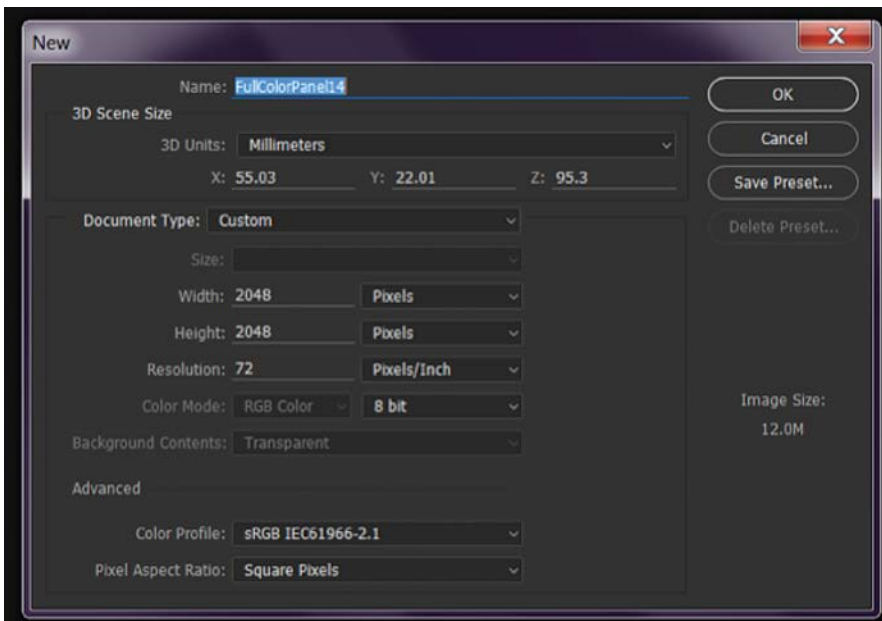 New
Name: FullColorPanel14
OK
3D Scene Size
3D Units: Millimeters
Cancel
X: 55.03 Y: 22.01 Z: 95.3
Save Preset...
Document Type: Custom
Delete Preset...
Size:
Width: 2048 Pixels
Height: 2048 Pixels
Resolution: 72 Pixels/Inch
Color Mode: RGB Color 8 bit
Image Size:
12.0M
Background Contents: Transparent
Advanced
Color Profile: sRGB IEC61966-2.1
Pixel Aspect Ratio: Square Pixels